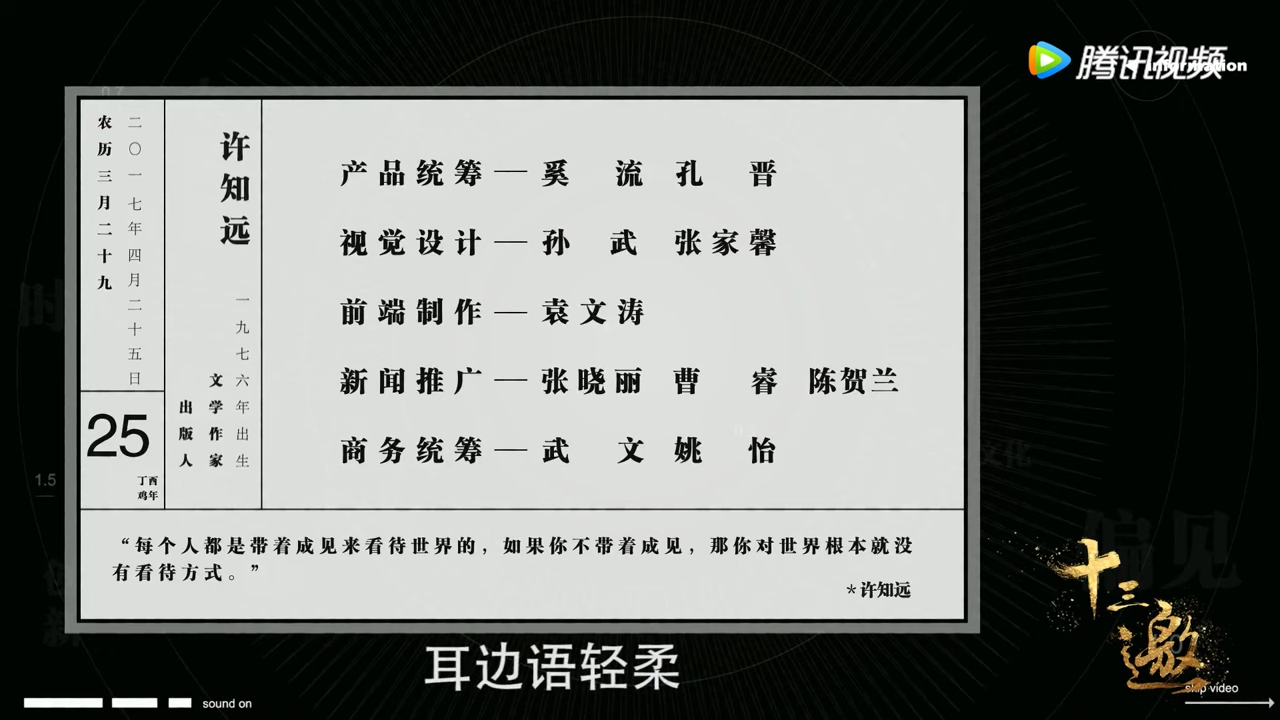 腾讯视频
information
农历三月二十九
二〇一七年四月二十五日
25
丁酉
鸡年
许知远
一九七六年出生
文学作家
出版人
产品统筹 — 奚 流 孔 晋
视觉设计 — 孙 武 张家馨
前端制作 — 袁文涛
新闻推广 — 张晓丽 曹 睿 陈贺兰
商务统筹 — 武 文 姚 怡
“每个人都是带着成见来看待世界的，如果你不带着成见，那你对世界根本就没
有看待方式。”
*许知远
1.5
文化
偏见
十三邀
耳边语轻柔
sound on
skip video